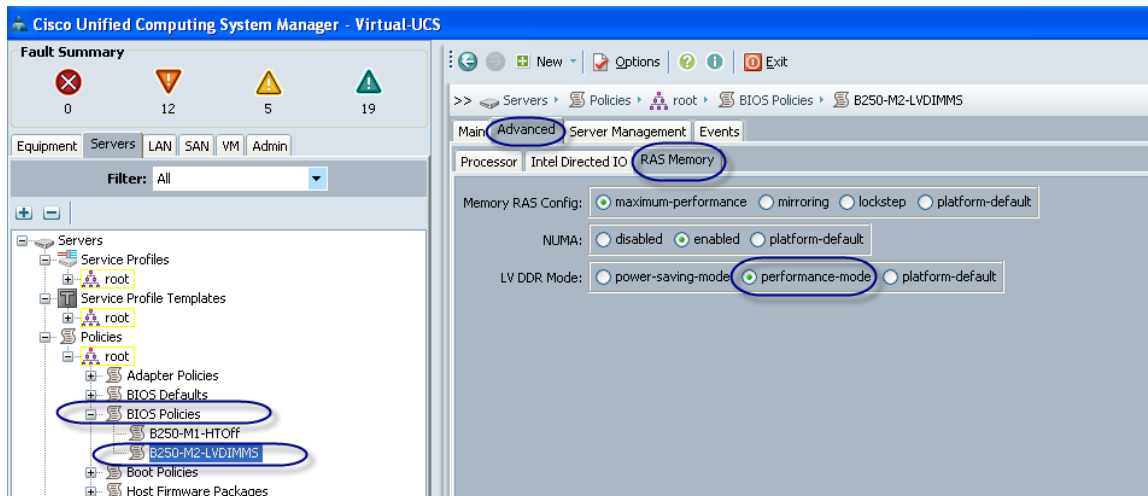 Cisco Unified Computing System Manager - Virtual-UCS
Fault Summary
0 12 5 19
Equipment Servers LAN SAN VM Admin
Filter: All
Servers
Service Profiles
root
Service Profile Templates
root
Policies
root
Adapter Policies
BIOS Defaults
BIOS Policies
B250-M1-HTOff
B250-M2-LVDIMMS
Boot Policies
Host Firmware Packages
New Options Exit
>> Servers Policies root BIOS Policies B250-M2-LVDIMMS
Main Advanced Server Management Events
Processor Intel Directed IO RAS Memory
Memory RAS Config: maximum-performance mirroring lockstep platform-default
NUMA: disabled enabled platform-default
LV DDR Mode: power-saving-mode performance-mode platform-default